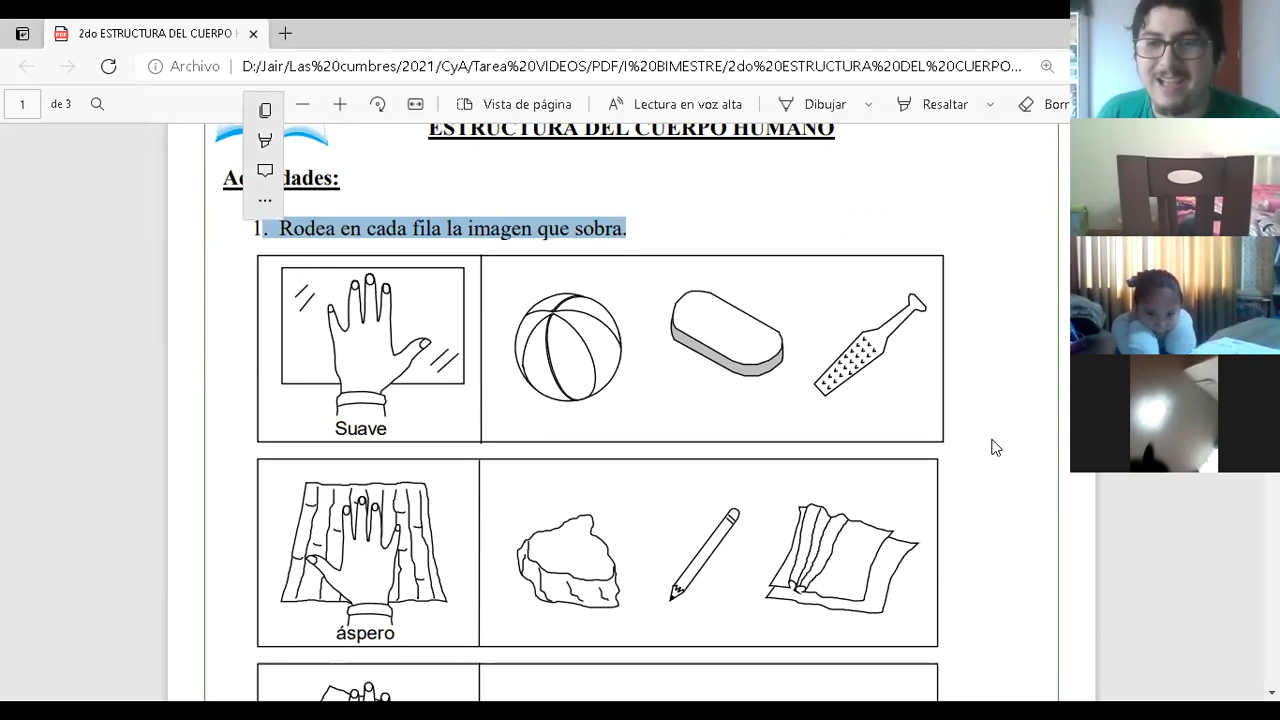 2do ESTRUCTURA DEL CUERPO H
Archivo
D:/Jair/Las%20cumbres/2021/CyA/Tarea%20VIDEOS/PDF/I%20BIMESTRE/2do%20ESTRUCTURA%20DEL%20CUERPO...
1
de 3
Vista de página
Lectura en voz alta
Dibujar
Resaltar
Borr
ESTRUCTURA DEL CUERPO HUMANO
Ac dades:
1. Rodea en cada fila la imagen que sobra.
Suave
áspero